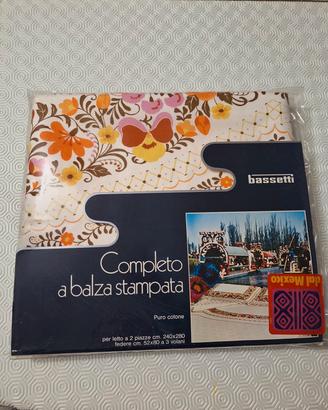 bassetti
Completo
a balza stampata
Puro cotone
per letto a 2 piazze cm. 240x280
federe cm. 52x80 a 3 volani
dal Mexico